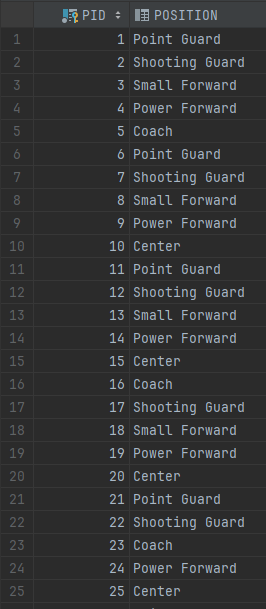 PID POSITION
1 1 Point Guard
2 2 Shooting Guard
3 3 Small Forward
4 4 Power Forward
5 5 Coach
6 6 Point Guard
7 7 Shooting Guard
8 8 Small Forward
9 9 Power Forward
10 10 Center
11 11 Point Guard
12 12 Shooting Guard
13 13 Small Forward
14 14 Power Forward
15 15 Center
16 16 Coach
17 17 Shooting Guard
18 18 Small Forward
19 19 Power Forward
20 20 Center
21 21 Point Guard
22 22 Shooting Guard
23 23 Coach
24 24 Power Forward
25 25 Center